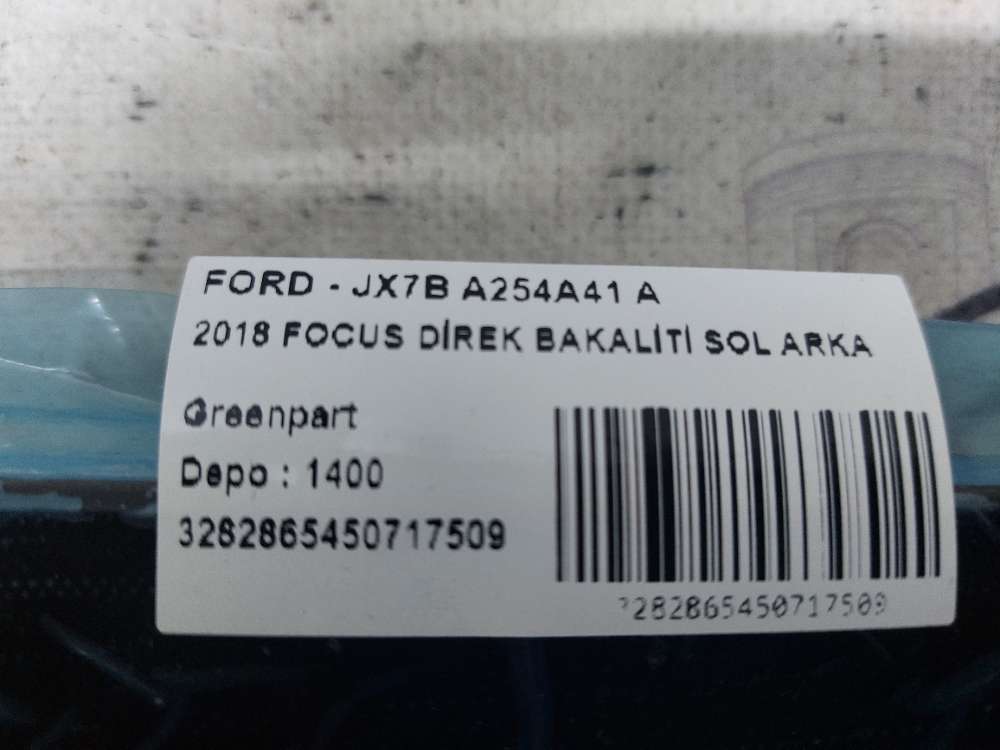 FORD - JX7B A254A41 A
2018 FOCUS DİREK BAKALİTİ SOL ARKA
Greenpart
Depo : 1400
3282865450717509
3282865450717509